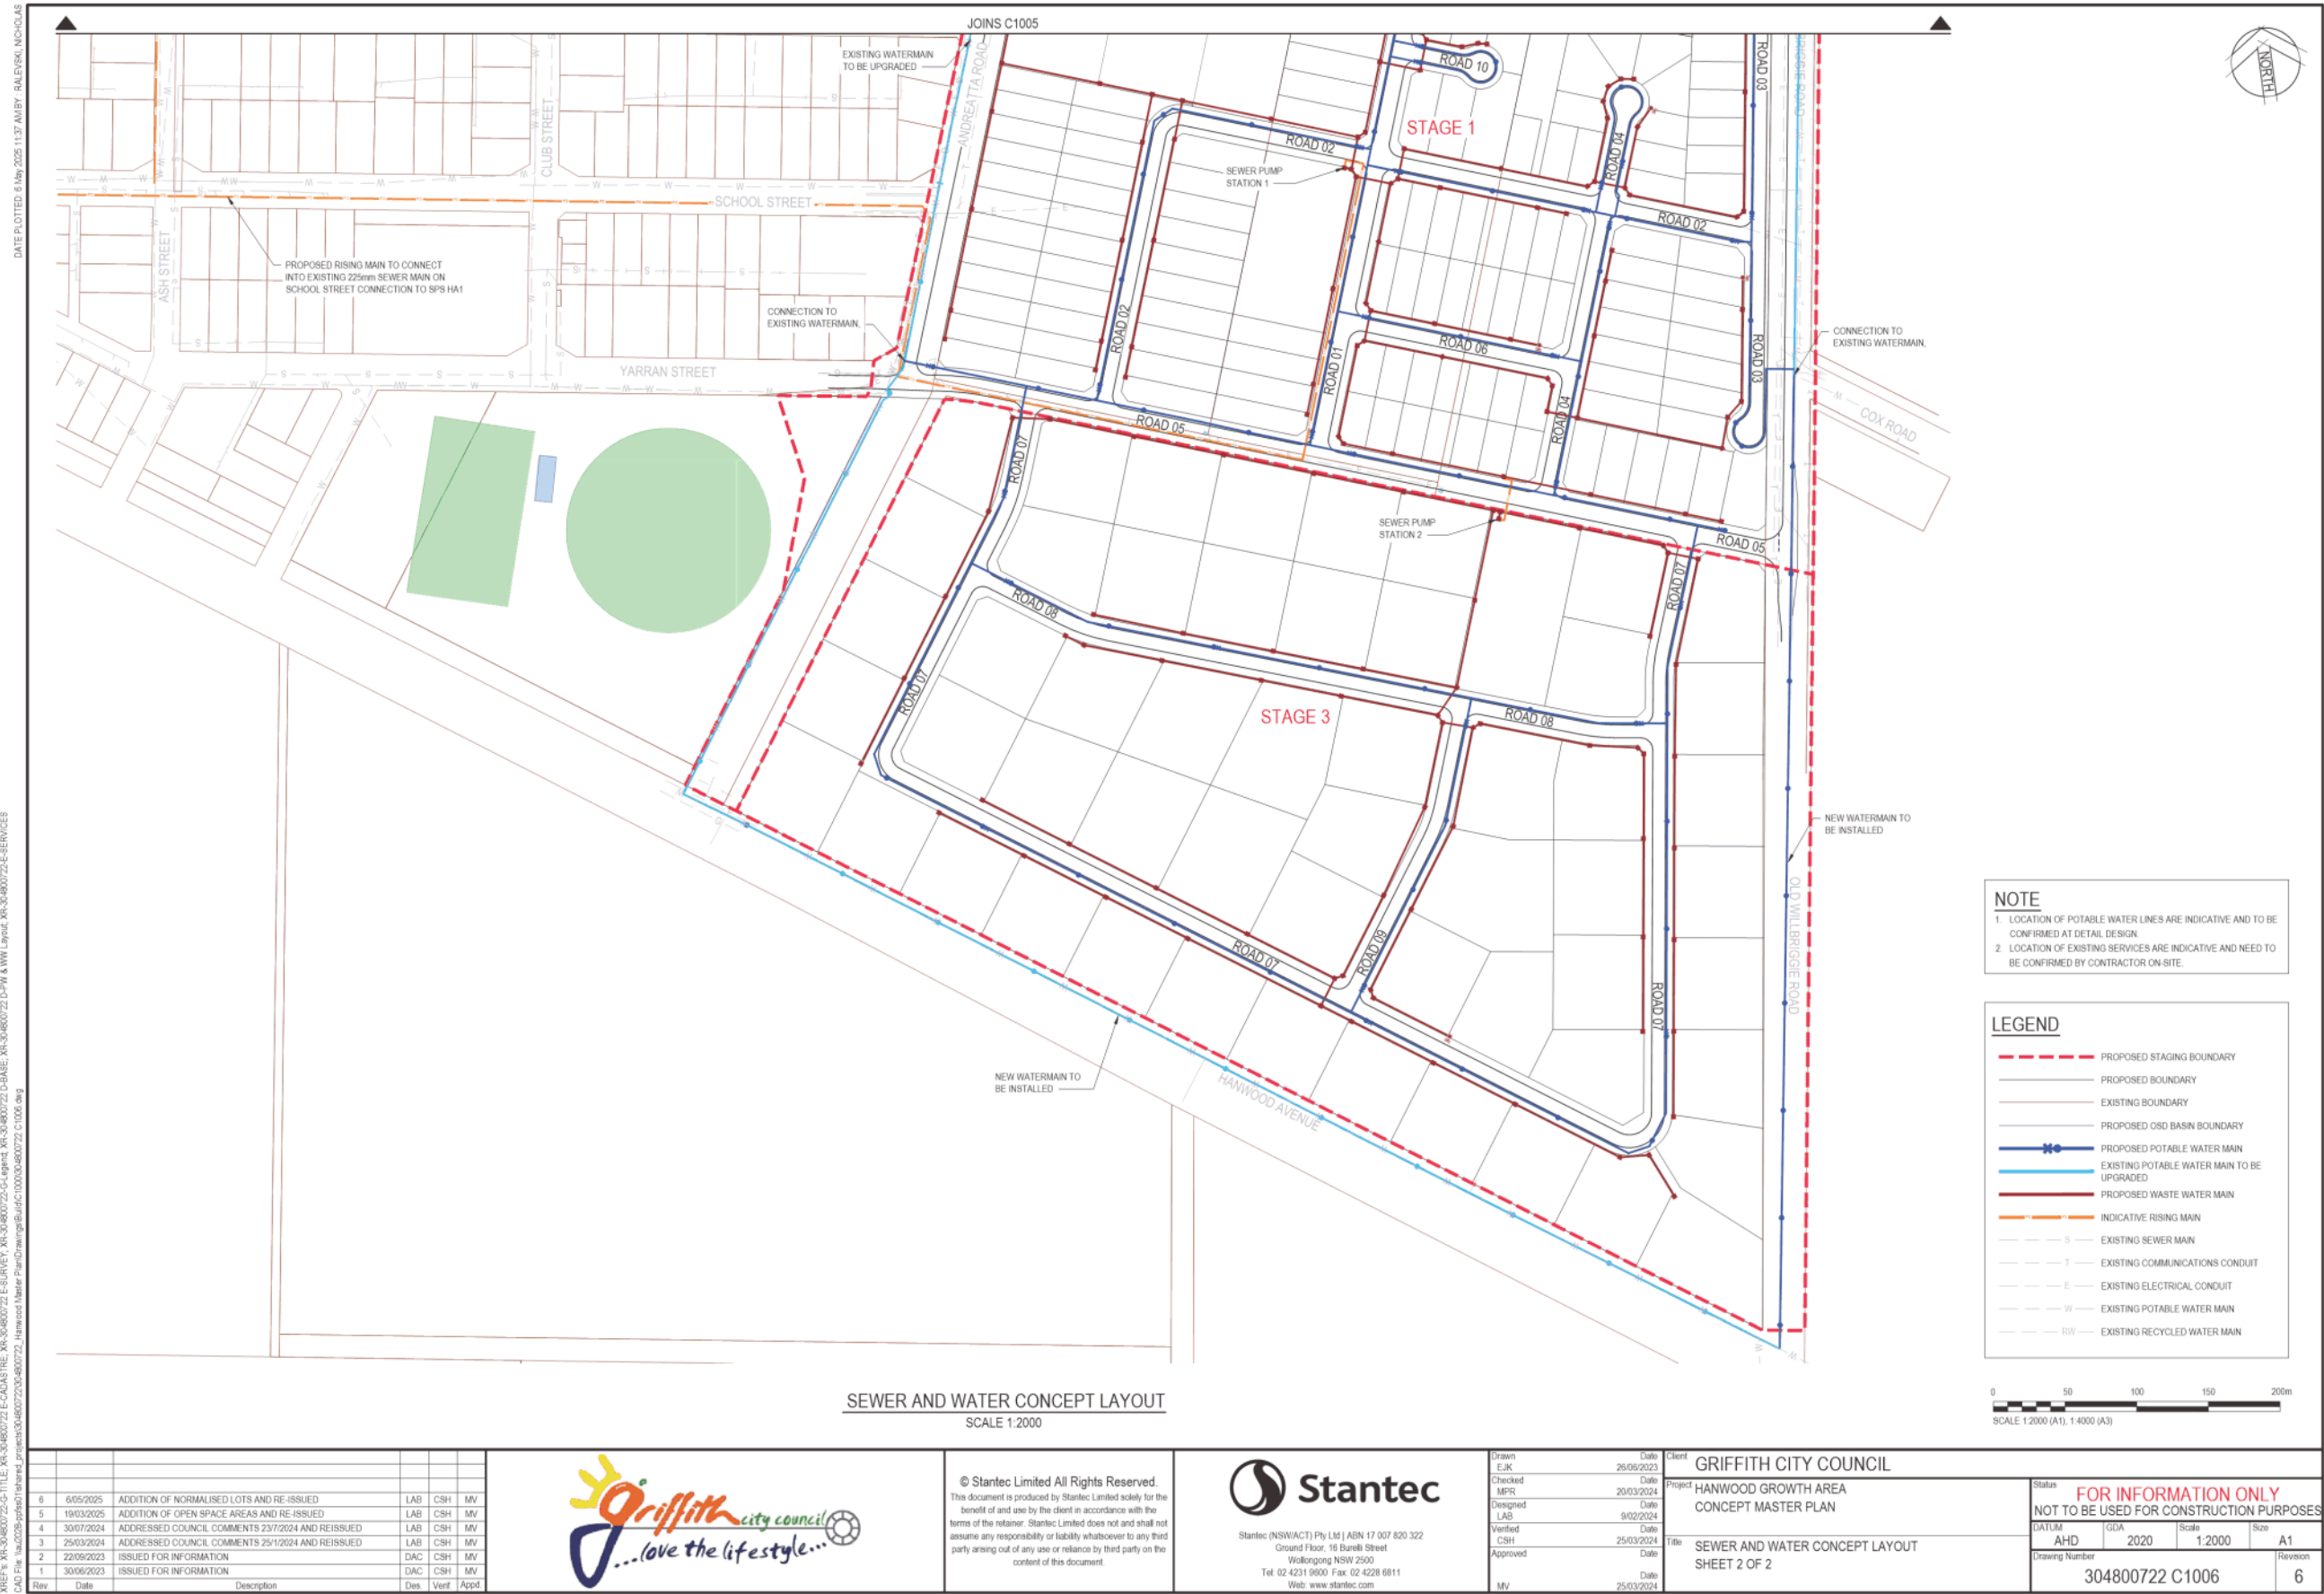 JOINS C1005
EXISTING WATERMAIN
TO BE UPGRADED
ANDREATTA ROAD
CLUB STREET
ROAD 10
ROAD 03
STAGE 1
NORTH
ROAD 02
ROAD 04
SEWER PUMP
STATION 1
SCHOOL STREET
ROAD 02
ASH STREET
PROPOSED RISING MAIN TO CONNECT
INTO EXISTING 225mm SEWER MAIN ON
SCHOOL STREET CONNECTION TO SPS HA1
CONNECTION TO
EXISTING WATERMAIN.
ROAD 02
ROAD 01
ROAD 06
ROAD 03
CONNECTION TO
EXISTING WATERMAIN.
YARRAN STREET
COX ROAD
ROAD 05
ROAD 04
ROAD 07
SEWER PUMP
STATION 2
ROAD 05
ROAD 07
ROAD 08
ROAD 07
STAGE 3
ROAD 08
NEW WATERMAIN TO
BE INSTALLED
OLD WILLBRIGGIE ROAD
ROAD 07
ROAD 09
ROAD 07
NEW WATERMAIN TO
BE INSTALLED
HANWOOD AVENUE
NOTE
1. LOCATION OF POTABLE WATER LINES ARE INDICATIVE AND TO BE
CONFIRMED AT DETAIL DESIGN.
2. LOCATION OF EXISTING SERVICES ARE INDICATIVE AND NEED TO
BE CONFIRMED BY CONTRACTOR ON-SITE.
LEGEND
PROPOSED STAGING BOUNDARY
PROPOSED BOUNDARY
EXISTING BOUNDARY
PROPOSED OSD BASIN BOUNDARY
PROPOSED POTABLE WATER MAIN
EXISTING POTABLE WATER MAIN TO BE
UPGRADED
PROPOSED WASTE WATER MAIN
INDICATIVE RISING MAIN
S EXISTING SEWER MAIN
T EXISTING COMMUNICATIONS CONDUIT
E EXISTING ELECTRICAL CONDUIT
W EXISTING POTABLE WATER MAIN
RW EXISTING RECYCLED WATER MAIN
0 50 100 150 200m
SCALE 1:2000 (A1), 1:4000 (A3)
SEWER AND WATER CONCEPT LAYOUT
SCALE 1:2000
DATE PLOTTED: 6 May 2025 11:37 AM BY : RALEVSKI, NICHOLAS
6 6/05/2025 ADDITION OF NORMALISED LOTS AND RE-ISSUED LAB CSH MV
5 19/03/2025 ADDITION OF OPEN SPACE AREAS AND RE-ISSUED LAB CSH MV
4 30/07/2024 ADDRESSED COUNCIL COMMENTS 23/7/2024 AND REISSUED LAB CSH MV
3 25/03/2024 ADDRESSED COUNCIL COMMENTS 25/1/2024 AND REISSUED LAB CSH MV
2 22/09/2023 ISSUED FOR INFORMATION DAC CSH MV
1 30/06/2023 ISSUED FOR INFORMATION DAC CSH MV
Rev. Date Description Des. Verif. Appd.
Griffith city council
...love the lifestyle...
© Stantec Limited All Rights Reserved.
This document is produced by Stantec Limited solely for the
benefit of and use by the client in accordance with the
terms of the retainer. Stantec Limited does not and shall not
assume any responsibility or liability whatsoever to any third
party arising out of any use or reliance by third party on the
content of this document.
Stantec
Stantec (NSW/ACT) Pty Ltd | ABN 17 007 820 322
Ground Floor, 16 Burelli Street
Wollongong NSW 2500
Tel: 02 4231 9600 Fax: 02 4228 6811
Web: www.stantec.com
Drawn Date
EJK 26/06/2023
Checked Date
MPR 20/03/2024
Designed Date
LAB 9/02/2024
Verified Date
CSH 25/03/2024
Approved Date
Date
MV 25/03/2024
Client GRIFFITH CITY COUNCIL
Project HANWOOD GROWTH AREA
CONCEPT MASTER PLAN
Title SEWER AND WATER CONCEPT LAYOUT
SHEET 2 OF 2
Status
FOR INFORMATION ONLY
NOT TO BE USED FOR CONSTRUCTION PURPOSES
DATUM GDA Scale Size
AHD 2020 1:2000 A1
Drawing Number Revision
304800722 C1006 6